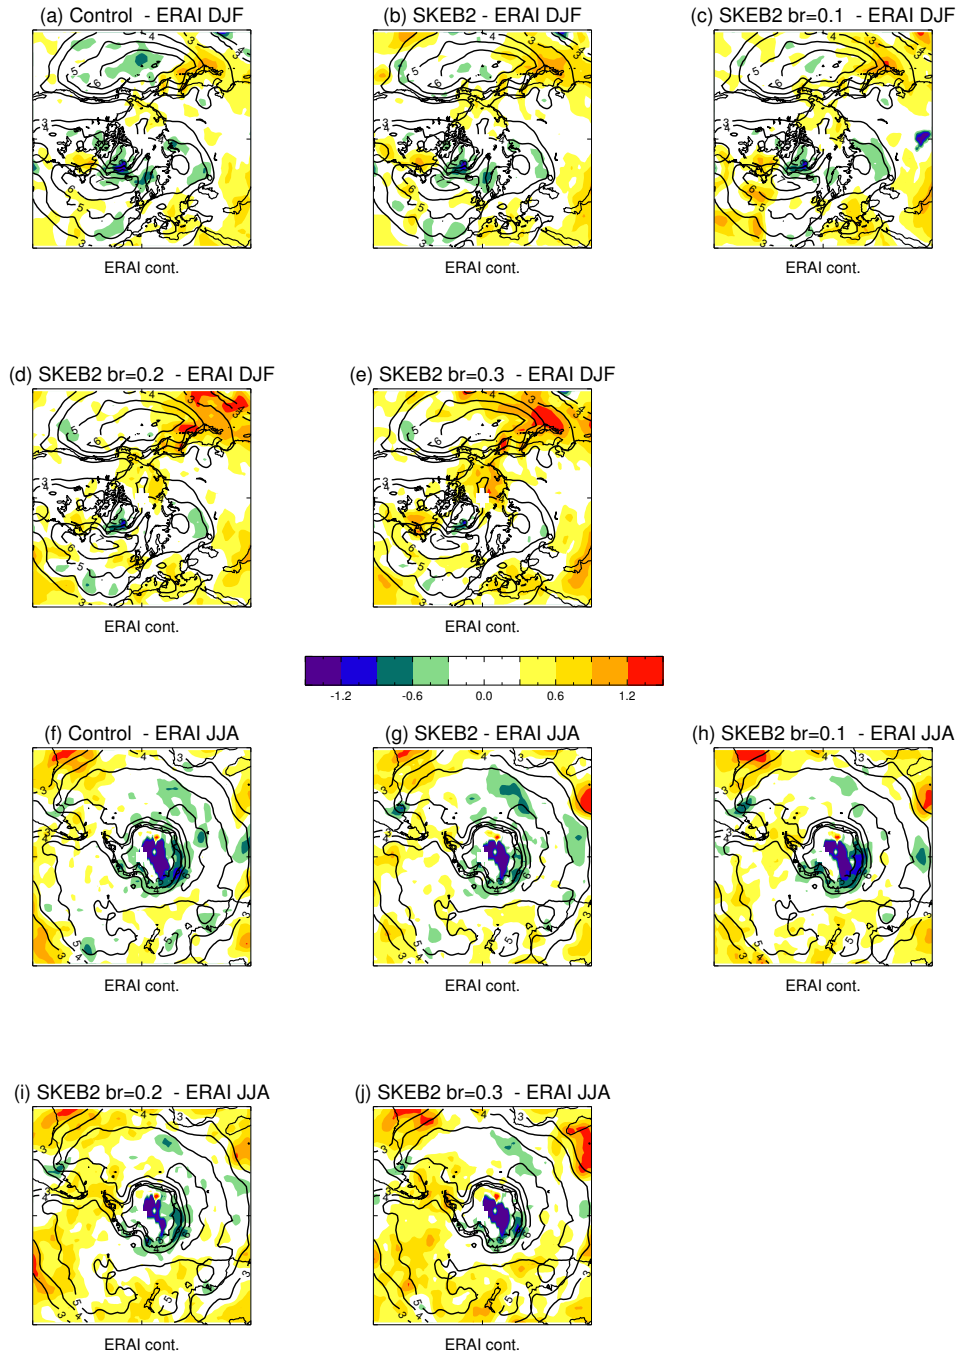 (a) Control - ERAI DJF
(b) SKEB2 - ERAI DJF
(c) SKEB2 br=0.1 - ERAI DJF
ERAI cont.
ERAI cont.
ERAI cont.
(d) SKEB2 br=0.2 - ERAI DJF
(e) SKEB2 br=0.3 - ERAI DJF
ERAI cont.
ERAI cont.
-1.2 -0.6 0.0 0.6 1.2
(f) Control - ERAI JJA
(g) SKEB2 - ERAI JJA
(h) SKEB2 br=0.1 - ERAI JJA
ERAI cont.
ERAI cont.
ERAI cont.
(i) SKEB2 br=0.2 - ERAI JJA
(j) SKEB2 br=0.3 - ERAI JJA
ERAI cont.
ERAI cont.